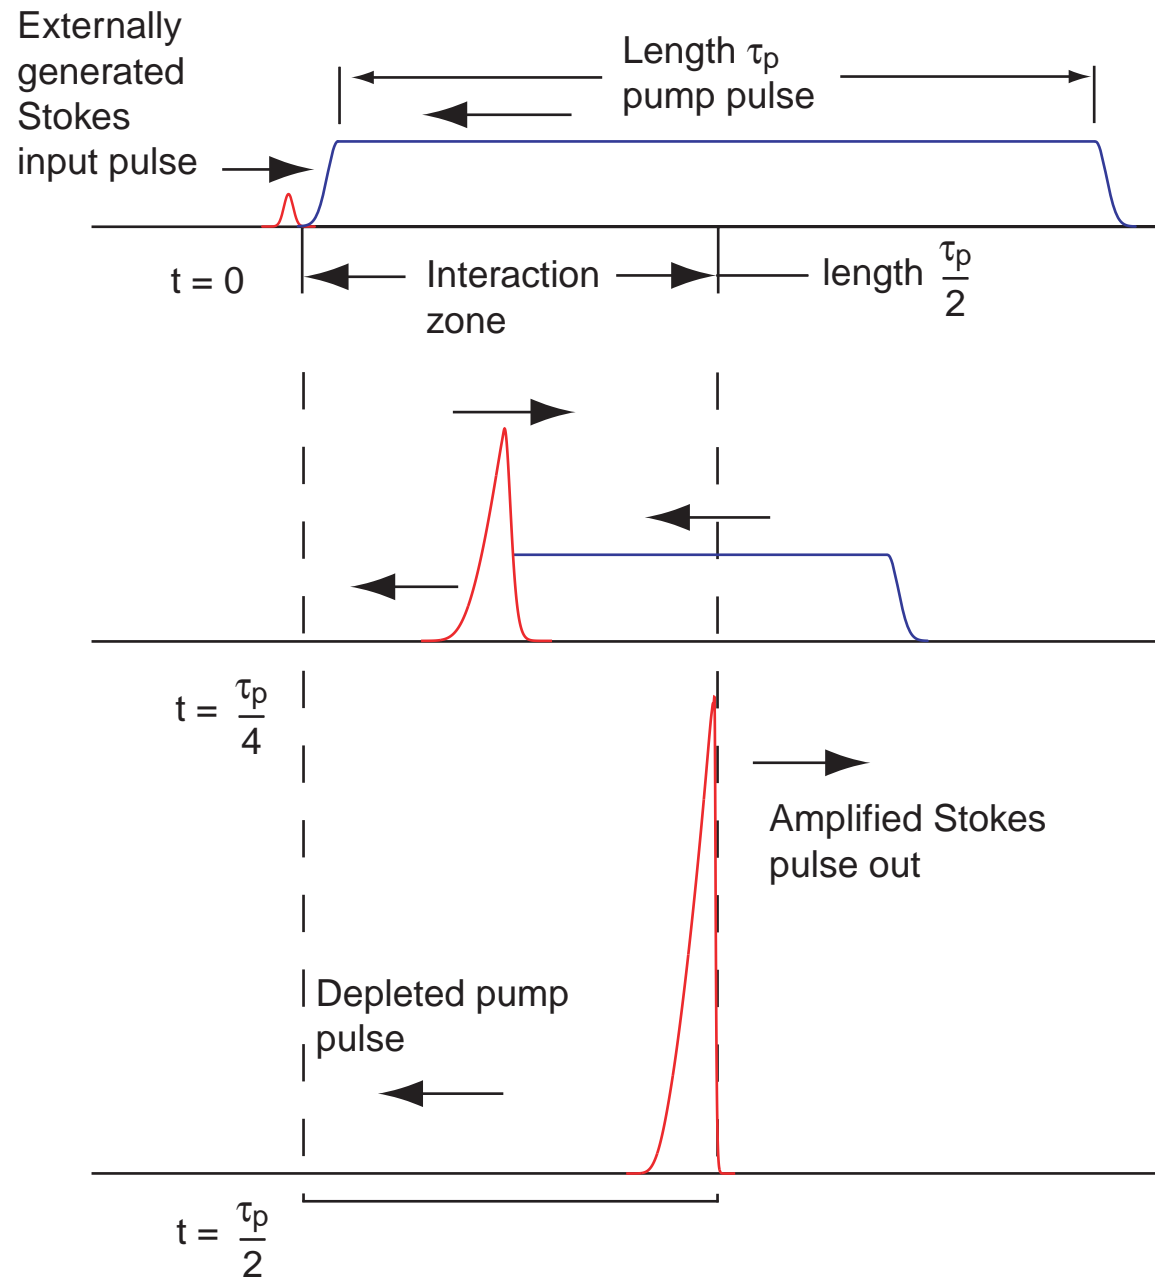 Externally
generated
Stokes
input pulse
Length τp
pump pulse
t = 0
Interaction
zone
length τp/2
t = τp/4
Amplified Stokes
pulse out
Depleted pump
pulse
t = τp/2